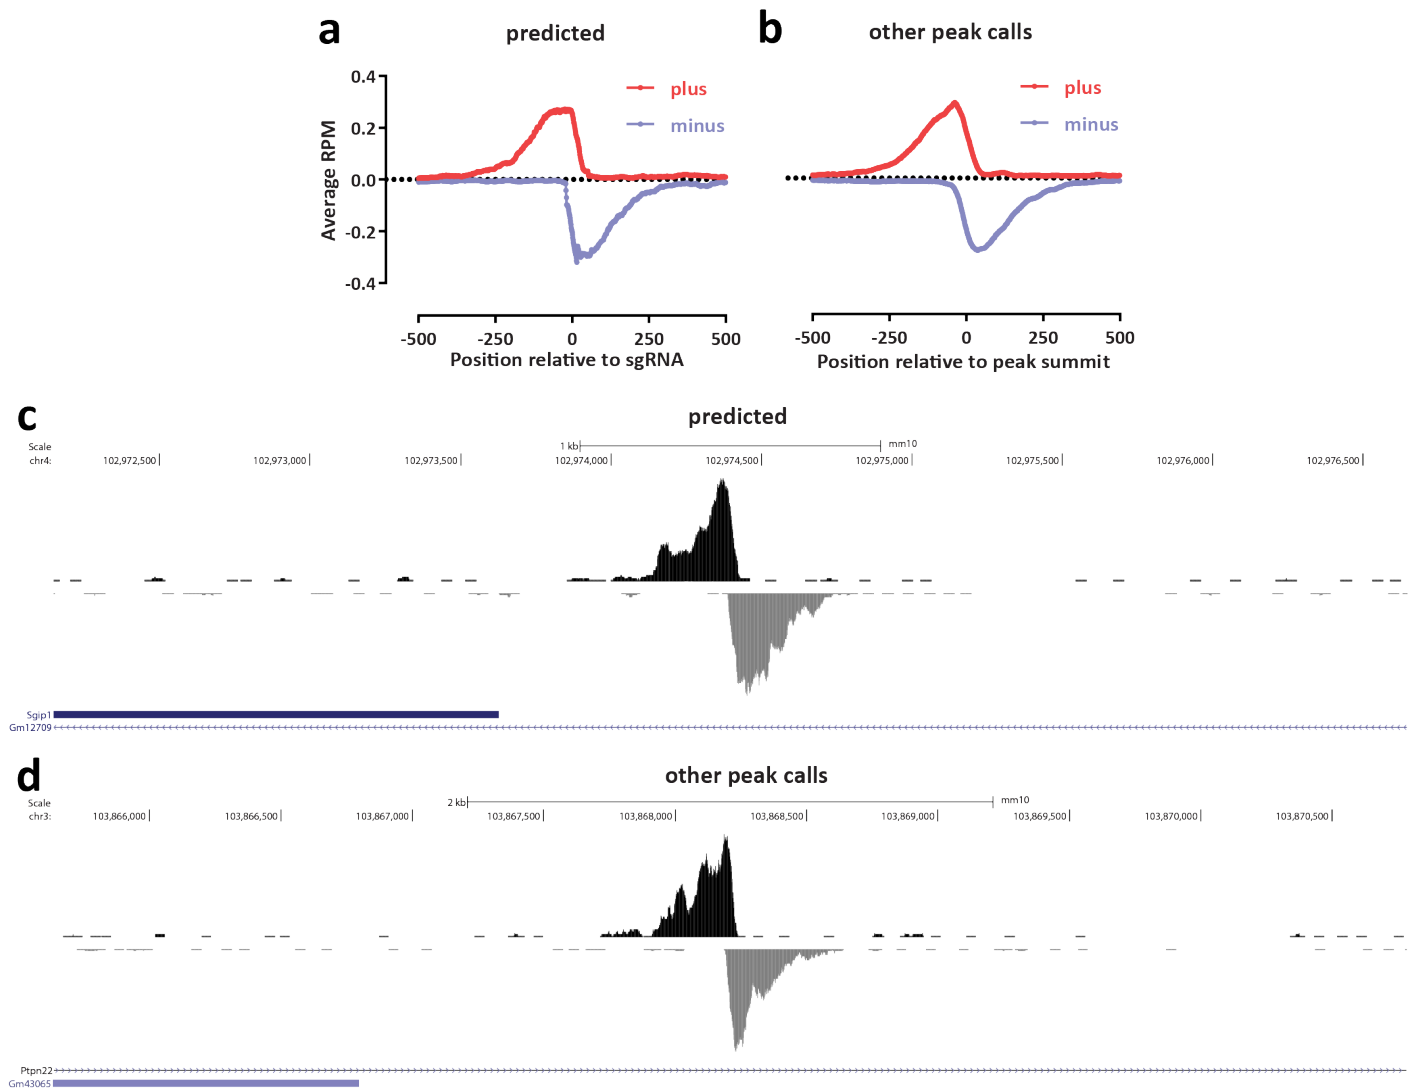 a
predicted
b
other peak calls
0.4
0.2
0.0
-0.2
-0.4
Average RPM
plus
minus
plus
minus
-500 -250 0 250 500
Position relative to sgRNA
-500 -250 0 250 500
Position relative to peak summit
c
predicted
Scale 1 kb mm10
chr4: 102,972,500 102,973,000 102,973,500 102,974,000 102,974,500 102,975,000 102,975,500 102,976,000 102,976,500
Sgip1
Gm12709
d
other peak calls
Scale 2 kb mm10
chr3: 103,866,000 103,866,500 103,867,000 103,867,500 103,868,000 103,868,500 103,869,000 103,869,500 103,870,000 103,870,500
Ptpn22
Gm43065